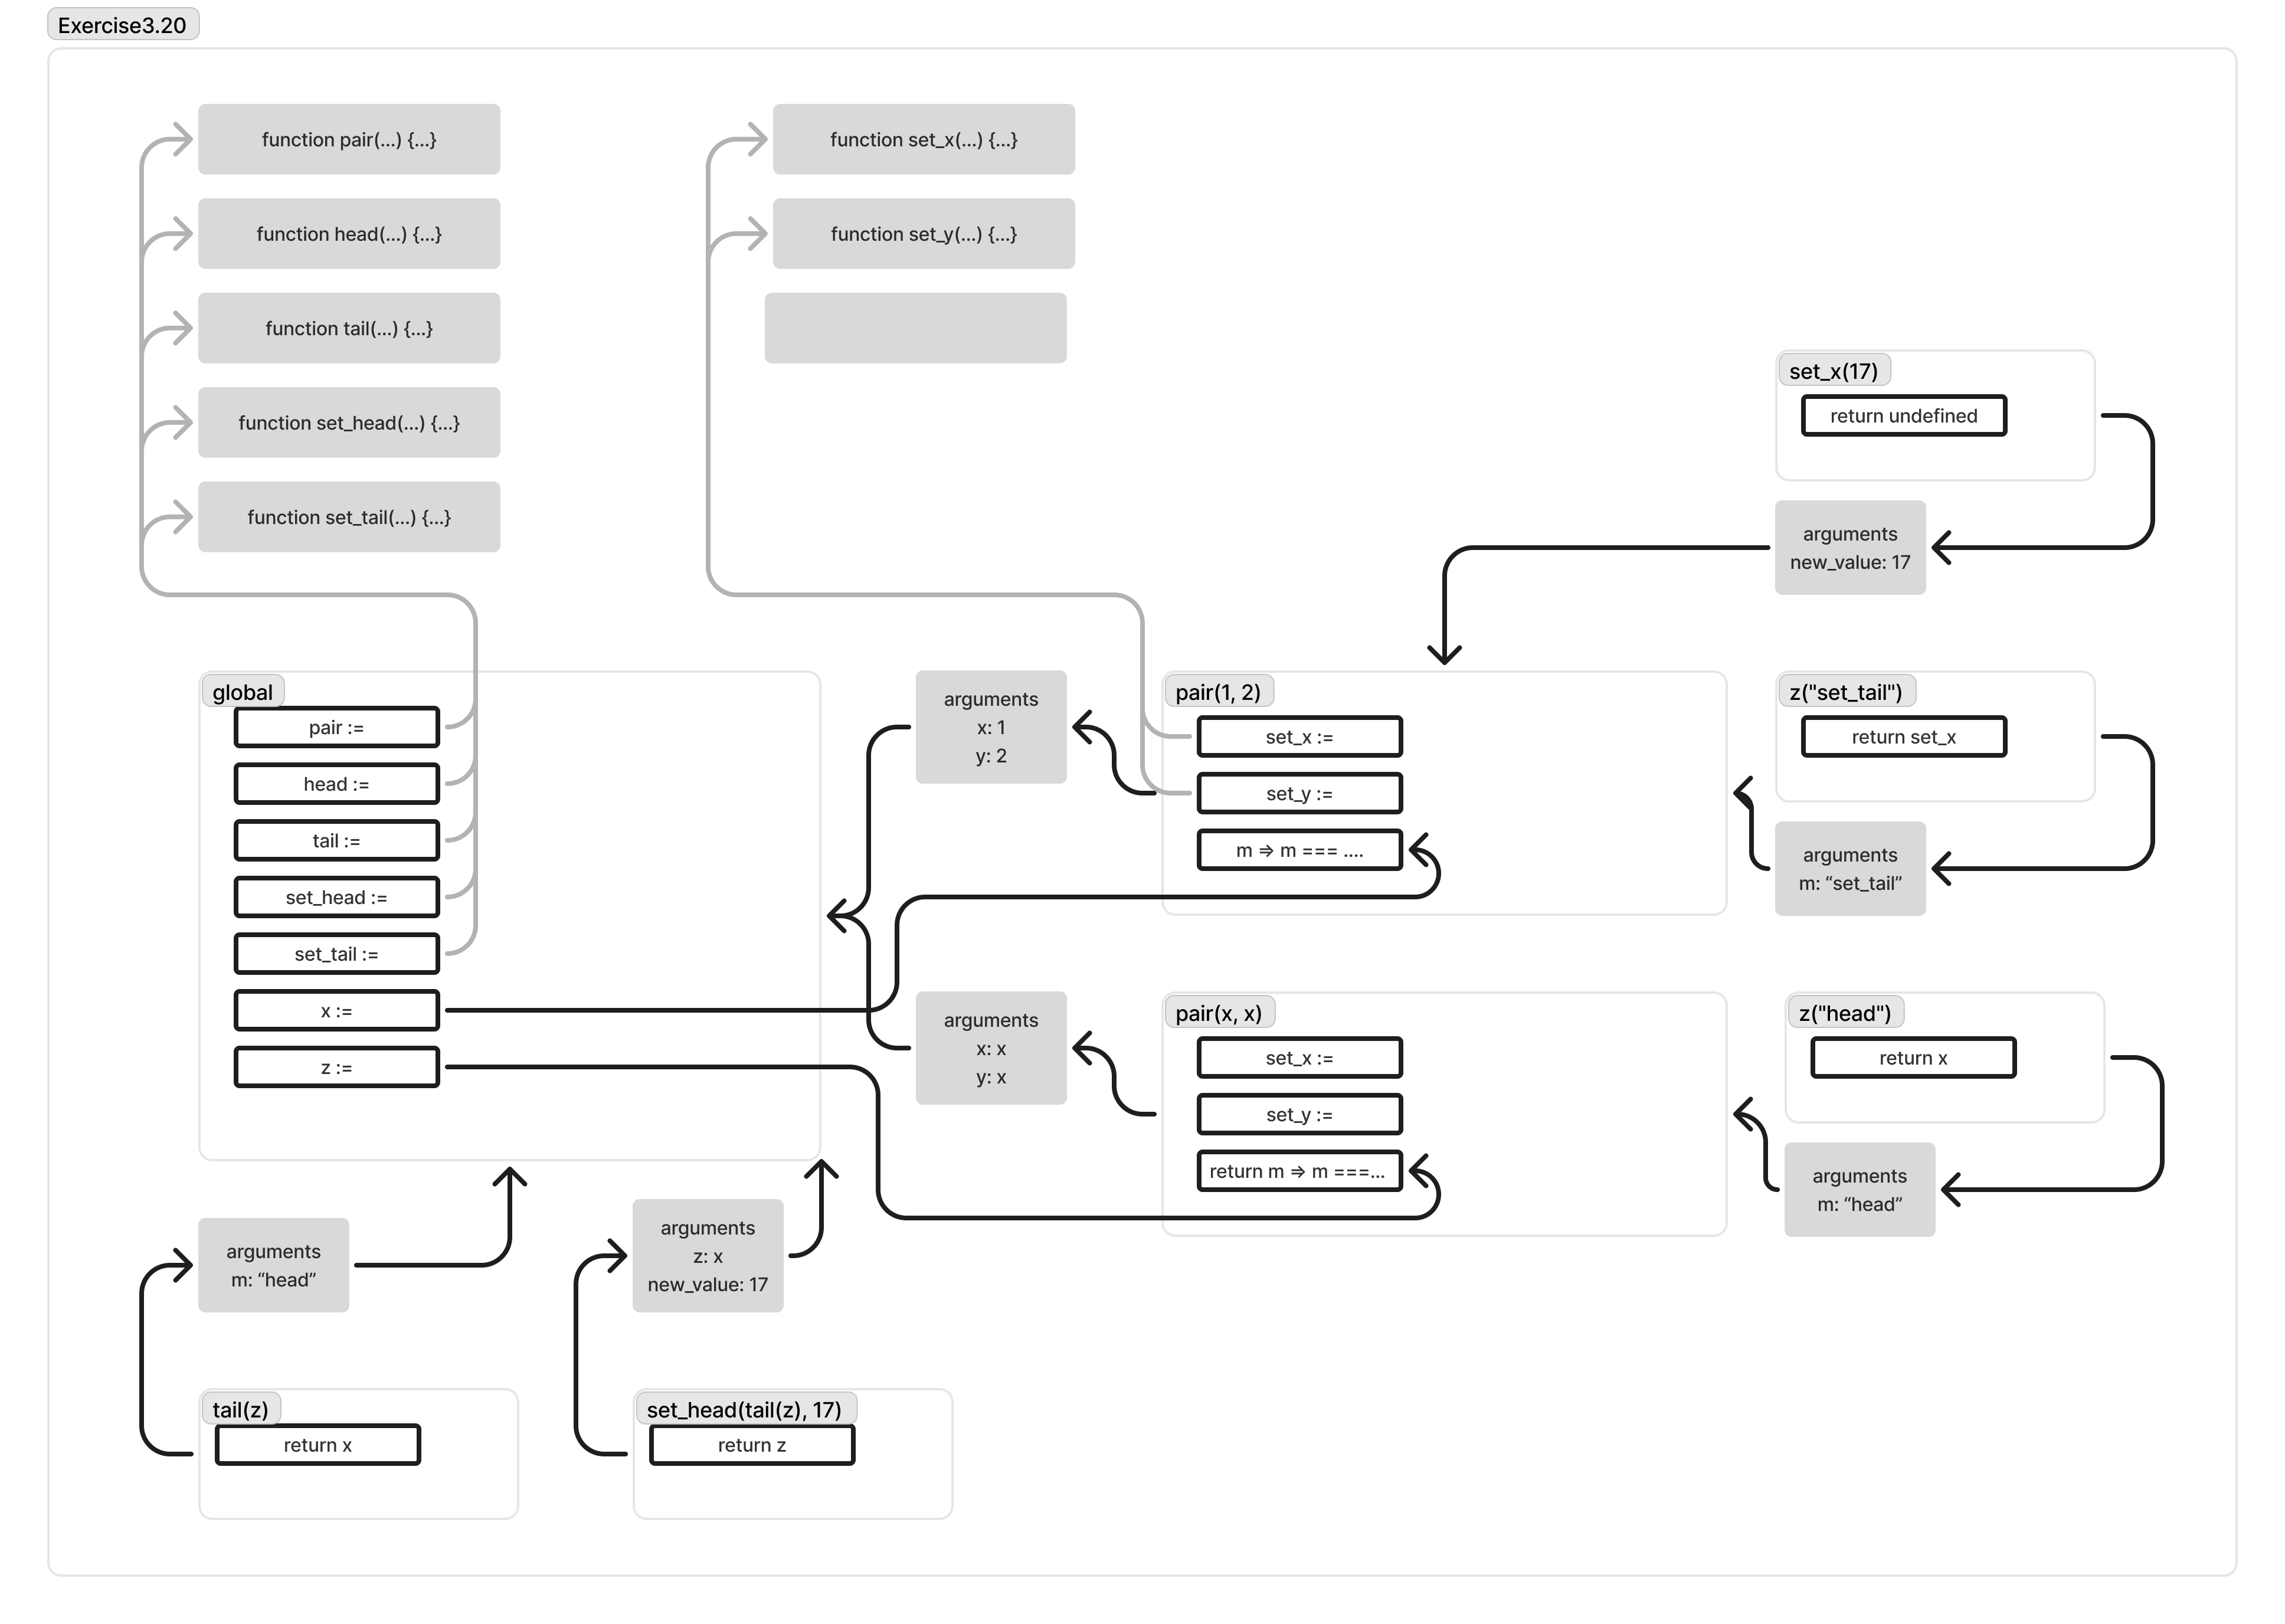 Exercise3.20
function pair(...) {...}
function head(...) {...}
function tail(...) {...}
function set_head(...) {...}
function set_tail(...) {...}
function set_x(...) {...}
function set_y(...) {...}
set_x(17)
return undefined
arguments
new_value: 17
global
pair :=
head :=
tail :=
set_head :=
set_tail :=
x :=
z :=
arguments
x: 1
y: 2
pair(1, 2)
set_x :=
set_y :=
m => m === ....
z("set_tail")
return set_x
arguments
m: “set_tail”
arguments
x: x
y: x
pair(x, x)
set_x :=
set_y :=
return m => m ===...
z("head")
return x
arguments
m: “head”
arguments
m: “head”
arguments
z: x
new_value: 17
tail(z)
return x
set_head(tail(z), 17)
return z